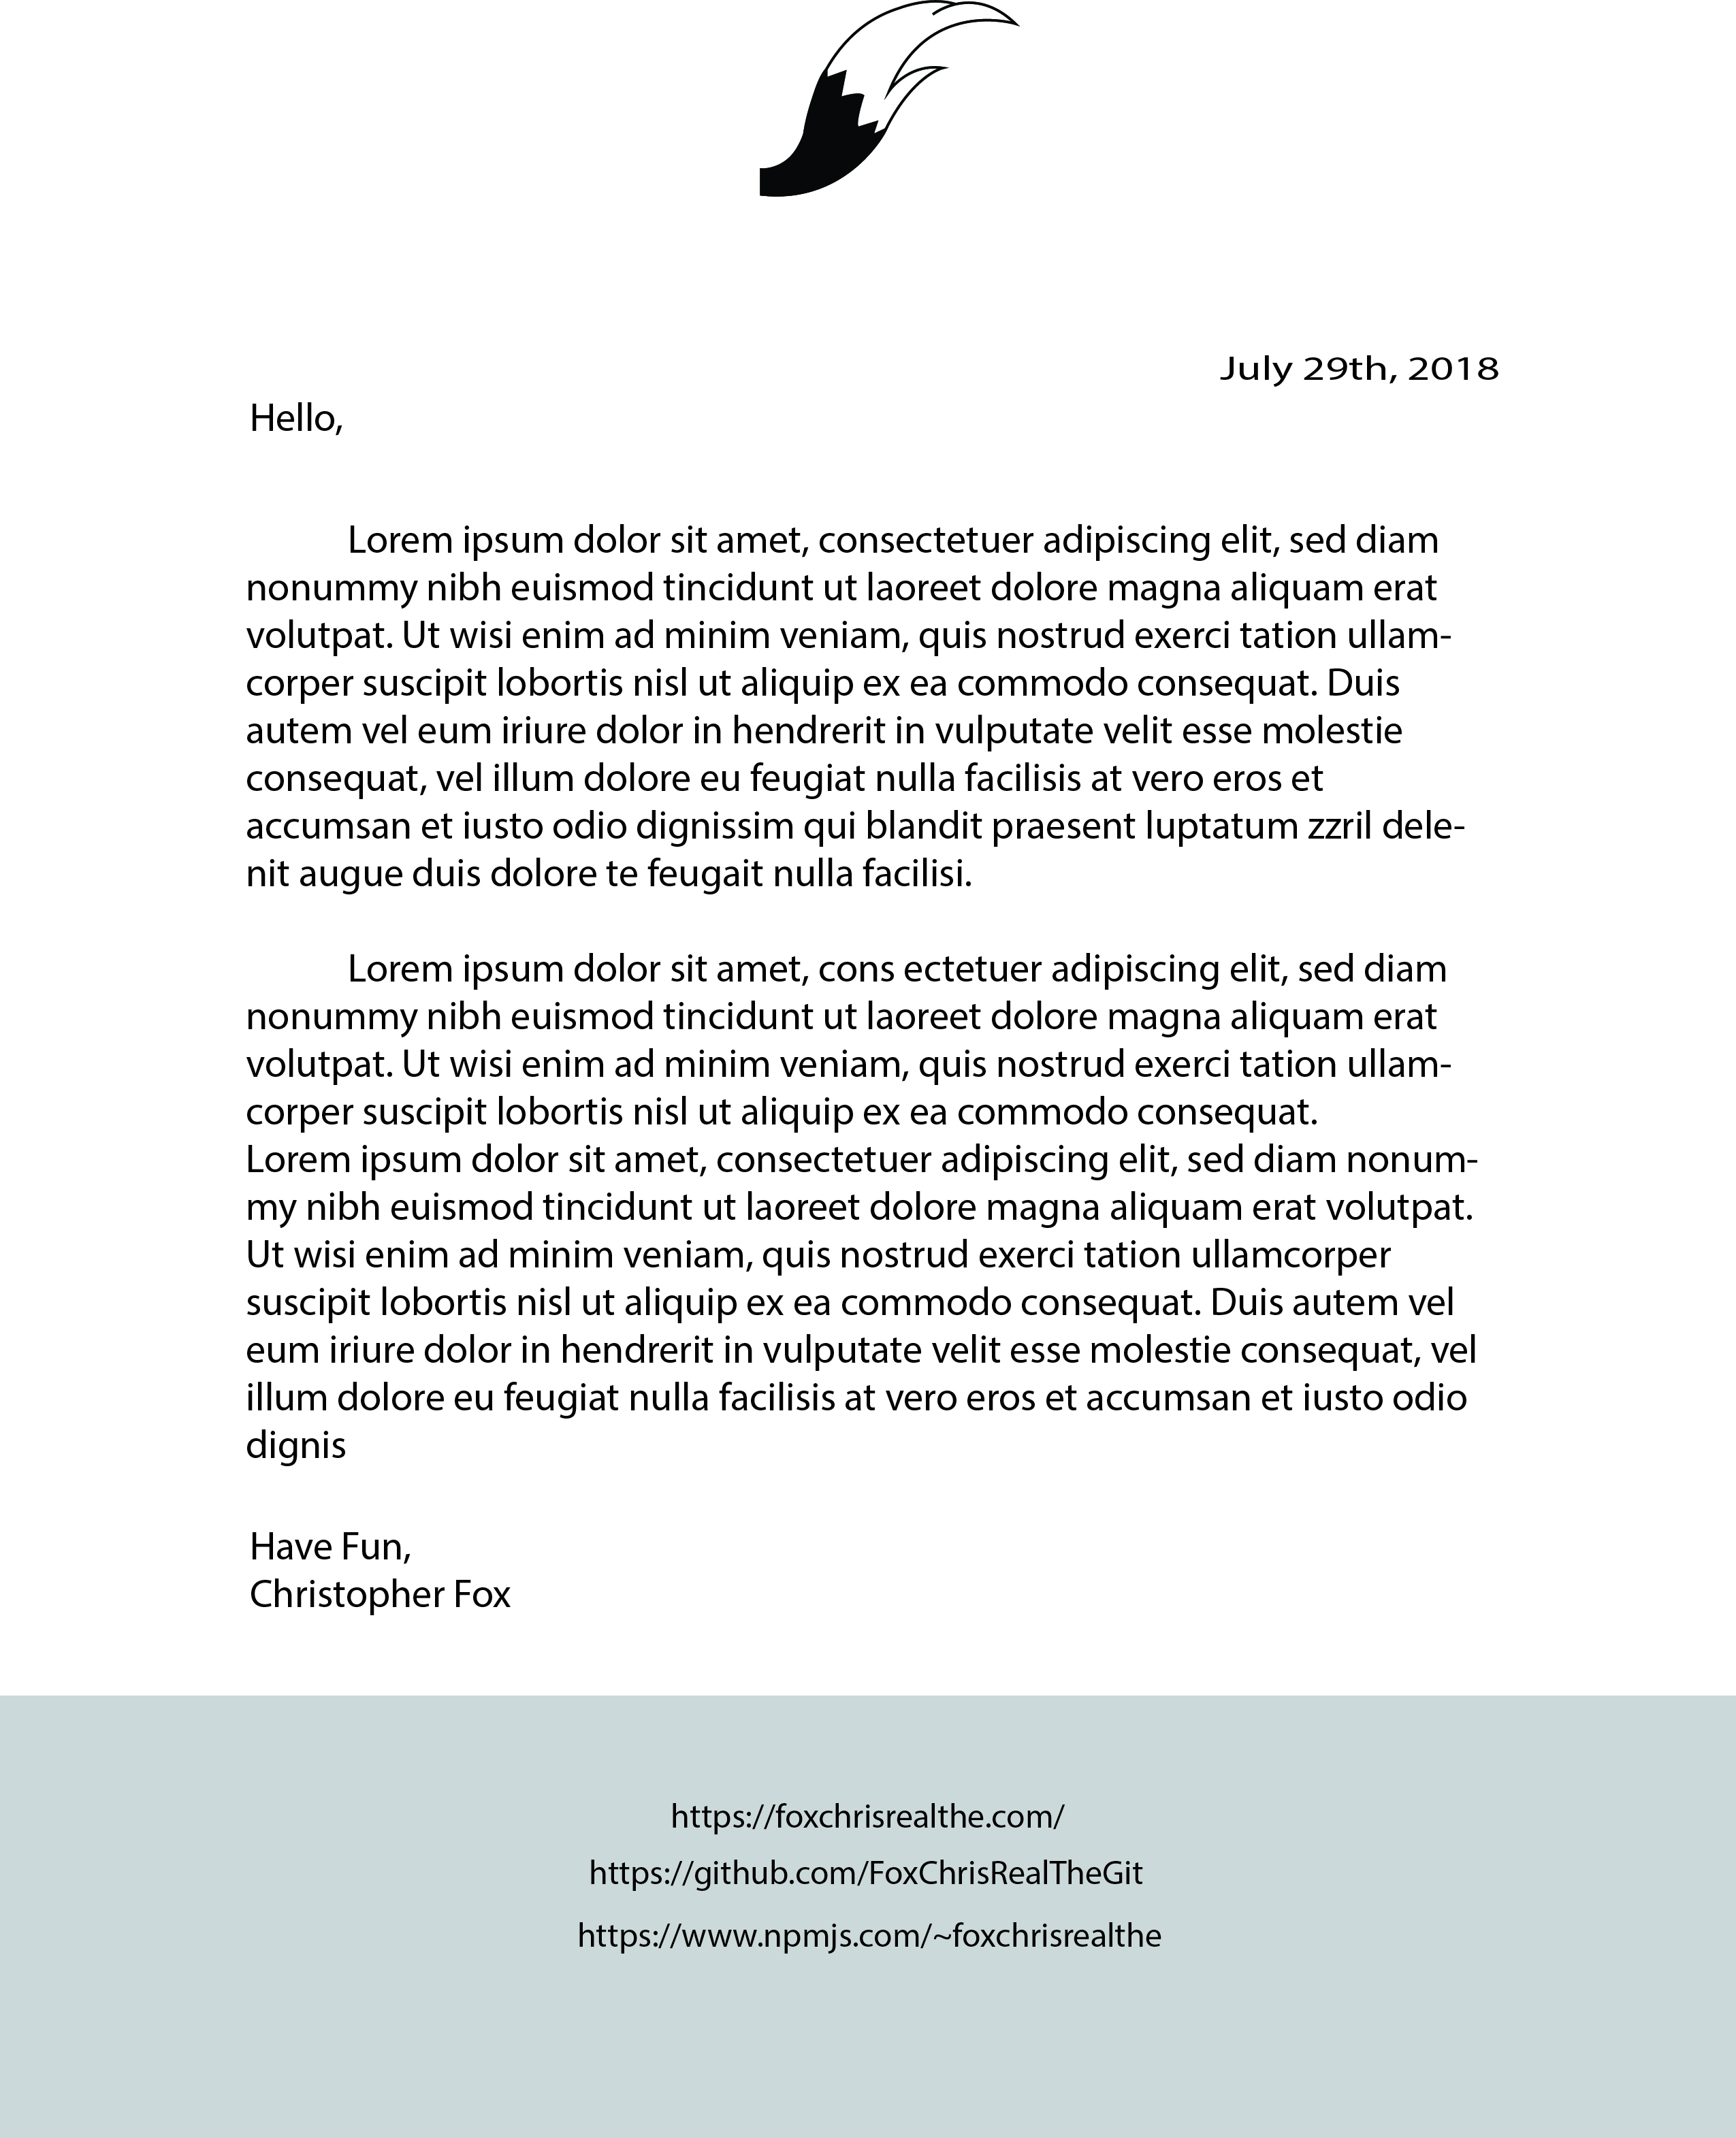 July 29th, 2018
Hello,
Lorem ipsum dolor sit amet, consectetuer adipiscing elit, sed diam
nonummy nibh euismod tincidunt ut laoreet dolore magna aliquam erat
volutpat. Ut wisi enim ad minim veniam, quis nostrud exerci tation ullam-
corper suscipit lobortis nisl ut aliquip ex ea commodo consequat. Duis
autem vel eum iriure dolor in hendrerit in vulputate velit esse molestie
consequat, vel illum dolore eu feugiat nulla facilisis at vero eros et
accumsan et iusto odio dignissim qui blandit praesent luptatum zzril dele-
nit augue duis dolore te feugait nulla facilisi.
Lorem ipsum dolor sit amet, cons ectetuer adipiscing elit, sed diam
nonummy nibh euismod tincidunt ut laoreet dolore magna aliquam erat
volutpat. Ut wisi enim ad minim veniam, quis nostrud exerci tation ullam-
corper suscipit lobortis nisl ut aliquip ex ea commodo consequat.
Lorem ipsum dolor sit amet, consectetuer adipiscing elit, sed diam nonum-
my nibh euismod tincidunt ut laoreet dolore magna aliquam erat volutpat.
Ut wisi enim ad minim veniam, quis nostrud exerci tation ullamcorper
suscipit lobortis nisl ut aliquip ex ea commodo consequat. Duis autem vel
eum iriure dolor in hendrerit in vulputate velit esse molestie consequat, vel
illum dolore eu feugiat nulla facilisis at vero eros et accumsan et iusto odio
dignis
Have Fun,
Christopher Fox
https://foxchrisrealthe.com/
https://github.com/FoxChrisRealTheGit
https://www.npmjs.com/~foxchrisrealthe